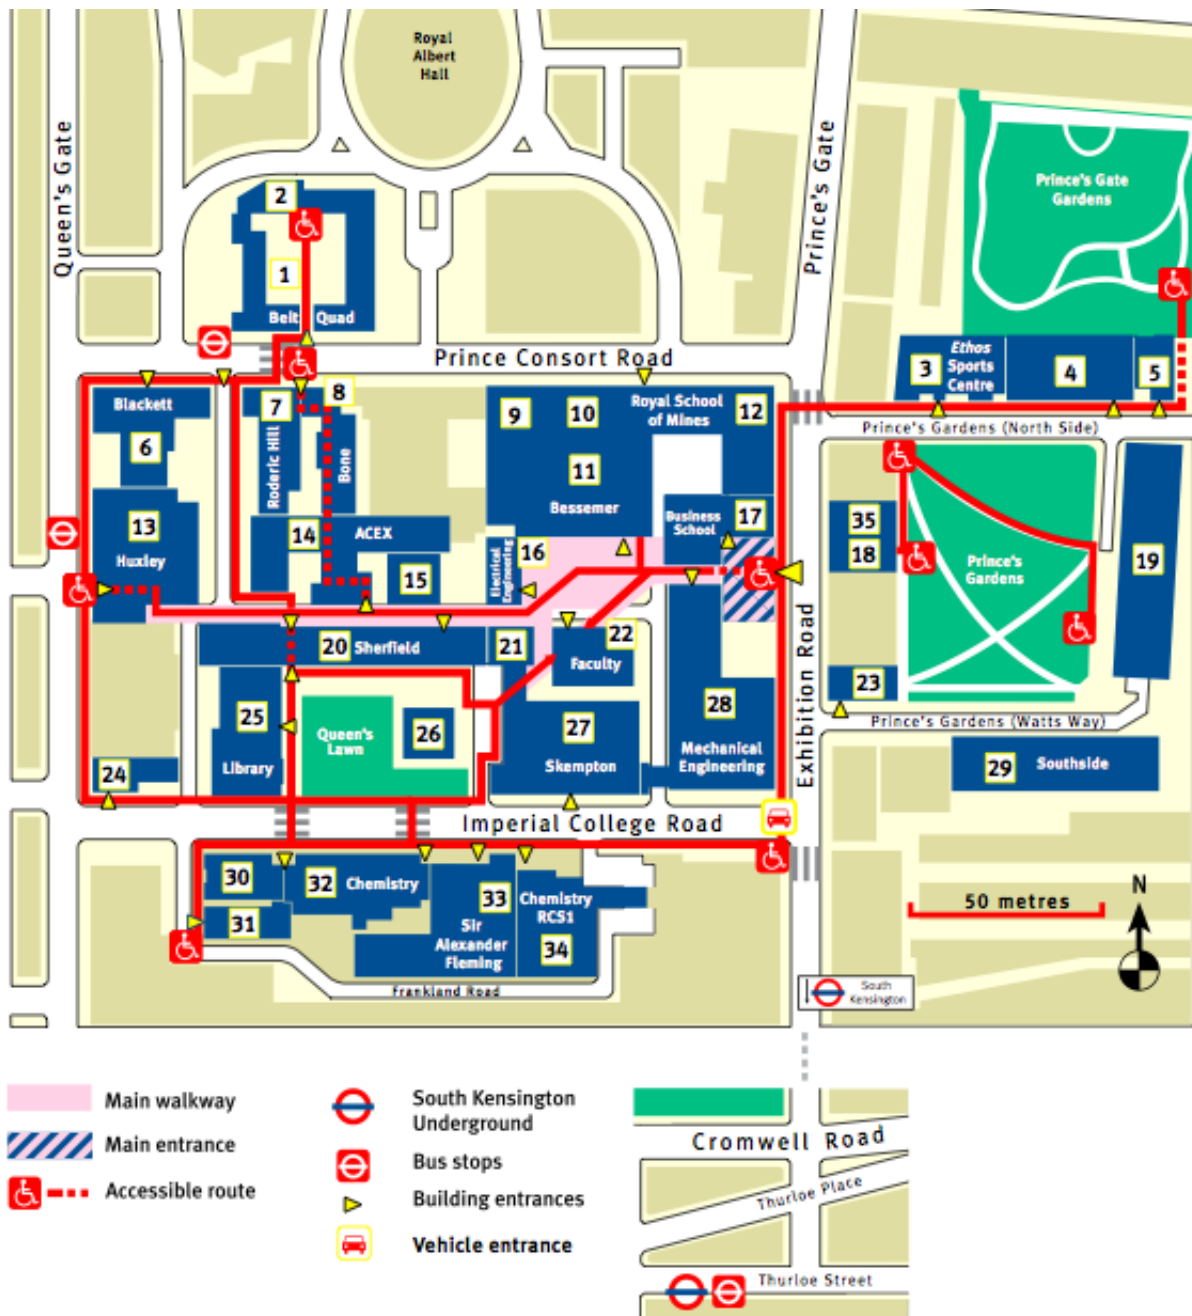 Royal
Albert
Hall
Queen's Gate
Prince's Gate
2
Prince's Gate
Gardens
1
Belt Quad
Prince Consort Road
Ethos
Sports
Centre
3
4
5
Blackett
7
8
9
10
Royal School
of Mines
12
Prince's Gardens (North Side)
6
Roderic Hill
Bone
11
Bessemer
13
Huxley
14
ACEX
Business
School
17
35
18
19
16
Electrical
Engineering
15
Prince's
Gardens
20
Sherfield
21
22
Faculty
Exhibition Road
23
25
Library
Queen's
Lawn
26
27
Skempton
28
Mechanical
Engineering
Prince's Gardens (Watts Way)
24
29
Southside
Imperial College Road
30
32
Chemistry
33
Sir
Alexander
Fleming
Chemistry
RCS1
34
31
50 metres
N
Frankland Road
South
Kensington
Main walkway
Main entrance
Accessible route
South Kensington
Underground
Bus stops
Building entrances
Vehicle entrance
Cromwell Road
Thurloe Place
Thurloe Street